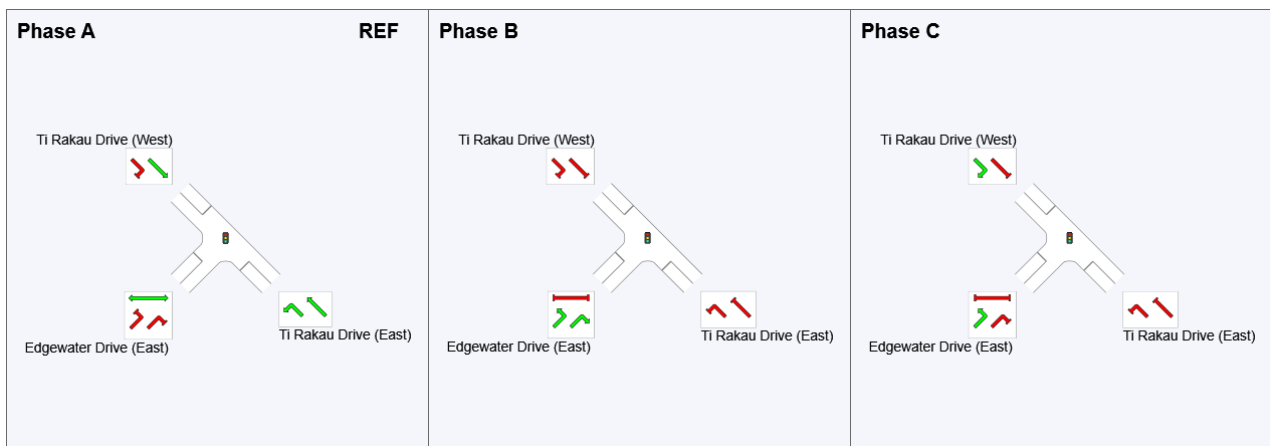 Phase A
REF
Ti Rakau Drive (West)
Edgewater Drive (East)
Ti Rakau Drive (East)
Phase B
Ti Rakau Drive (West)
Edgewater Drive (East)
Ti Rakau Drive (East)
Phase C
Ti Rakau Drive (West)
Edgewater Drive (East)
Ti Rakau Drive (East)